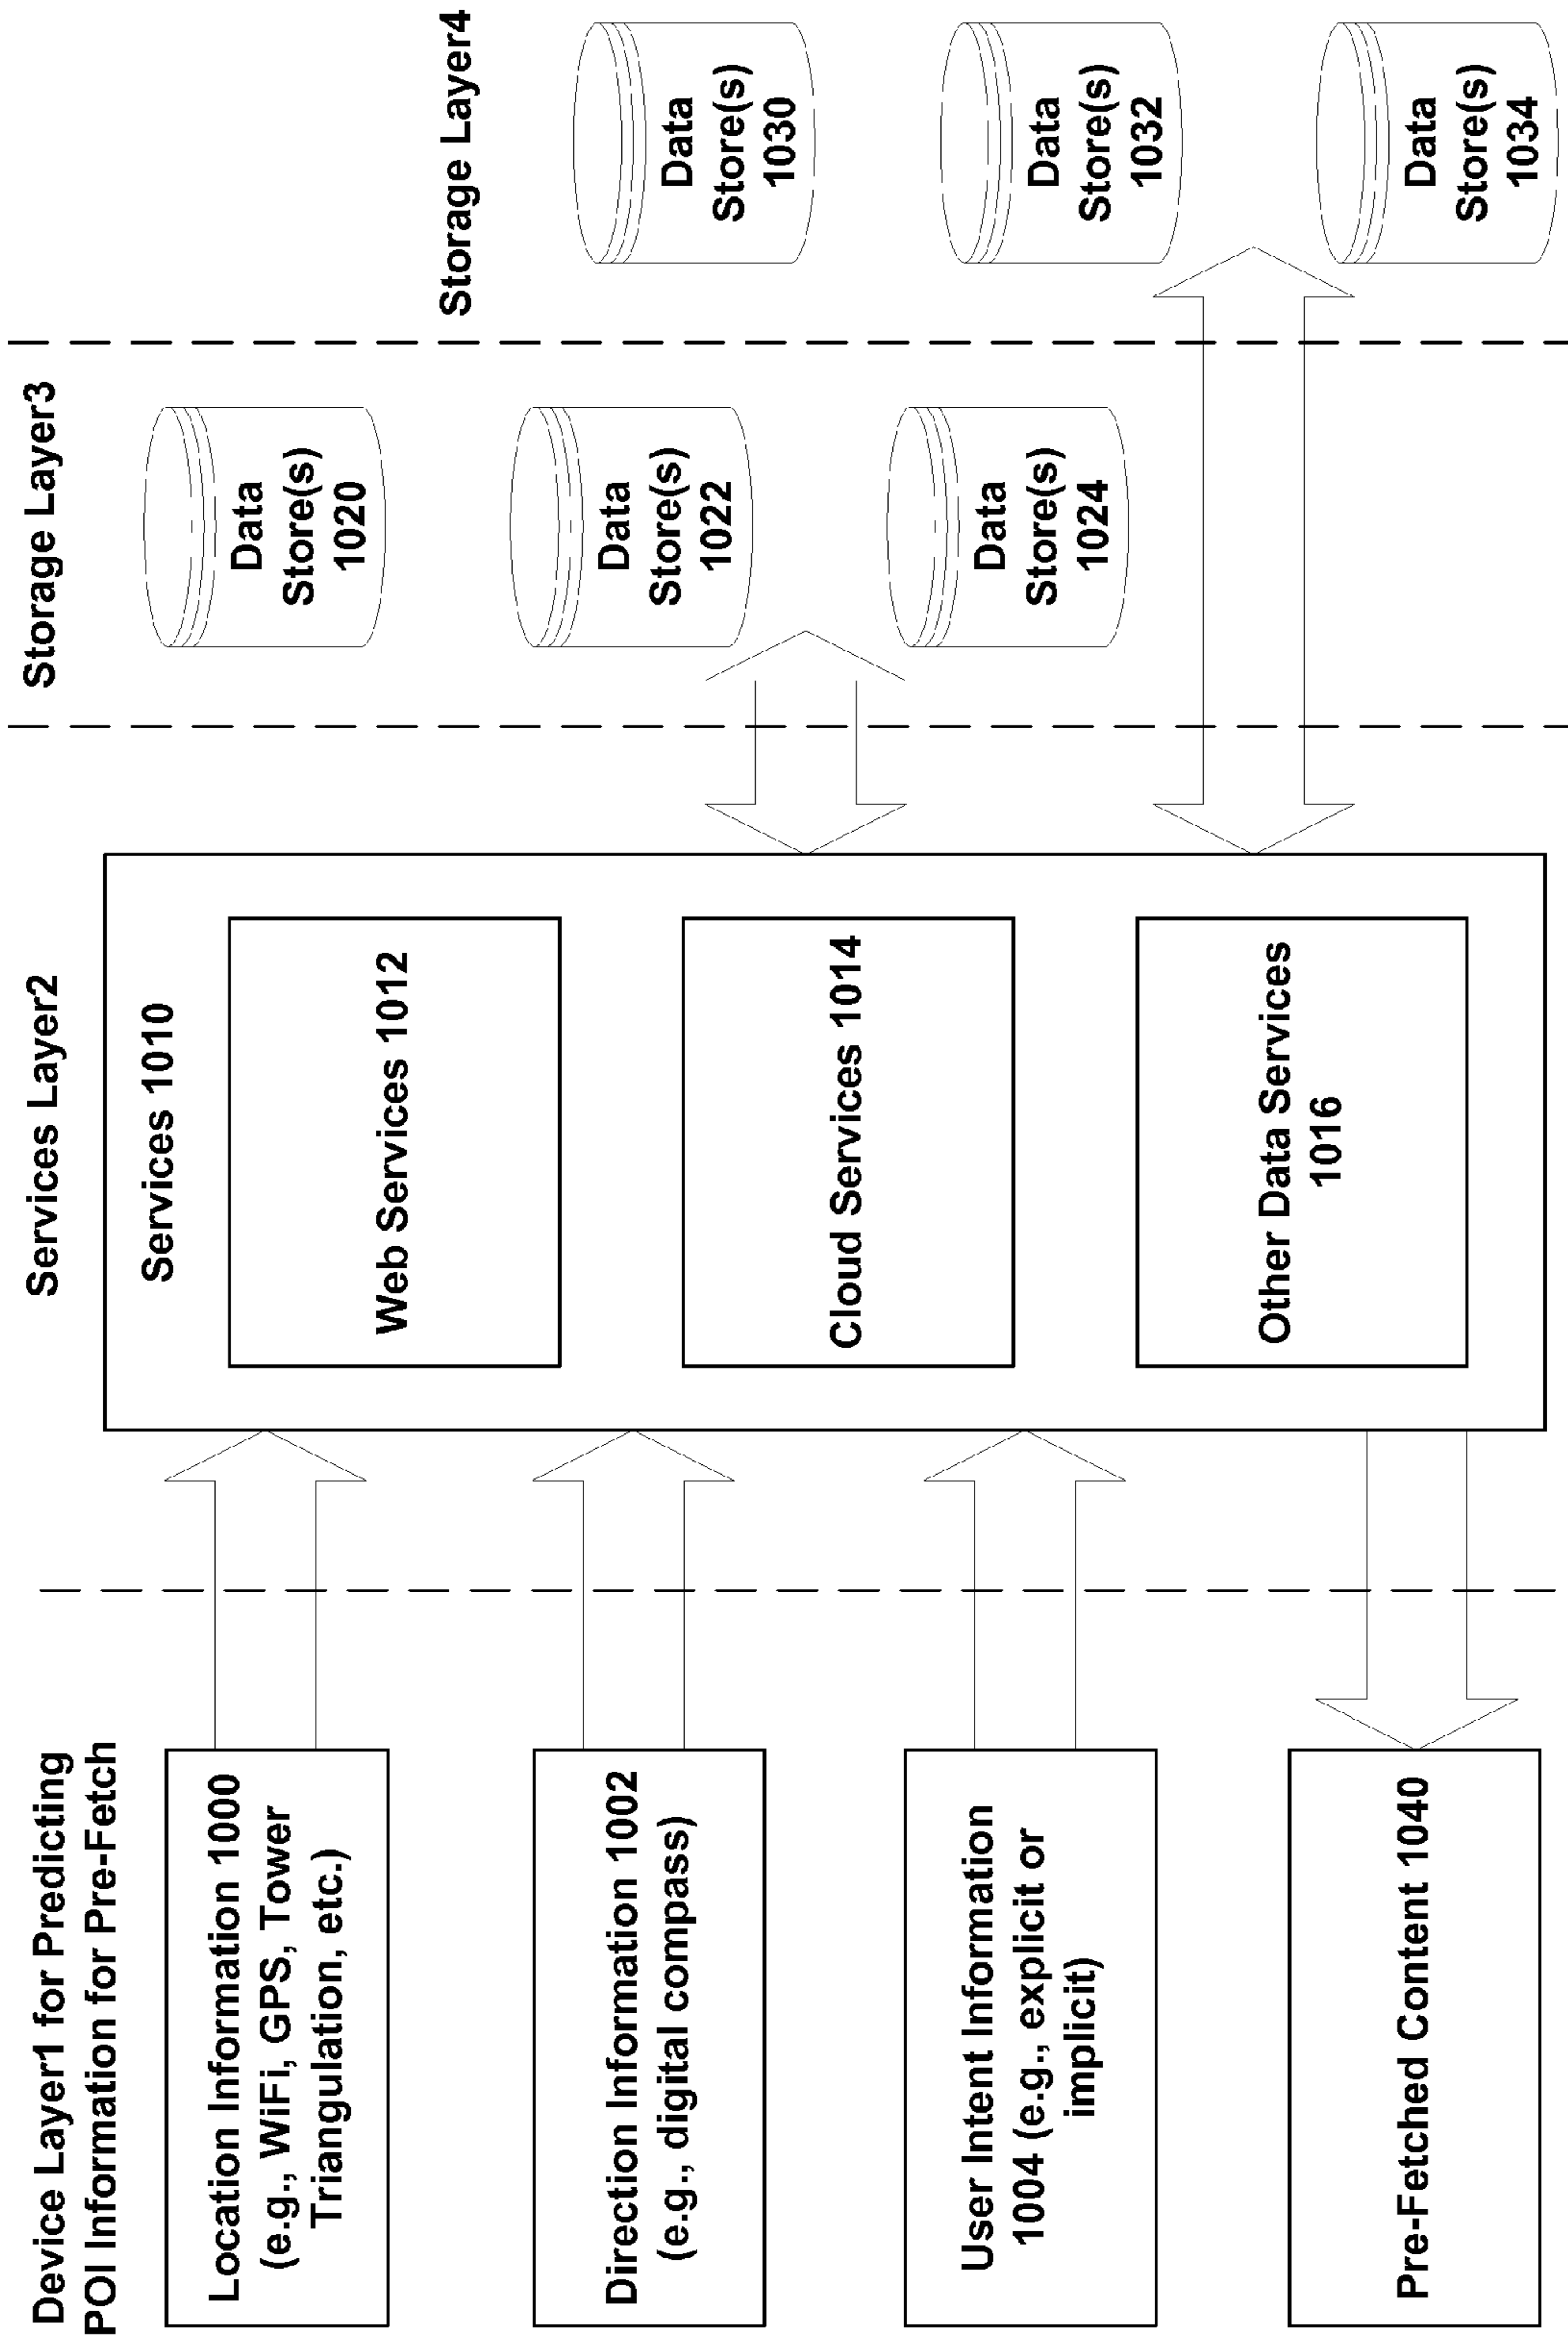 Device Layer1 for Predicting
POI Information for Pre-Fetch
Location Information 1000
(e.g., WiFi, GPS, Tower
Triangulation, etc.)
Direction Information 1002
(e.g., digital compass)
User Intent Information
1004 (e.g., explicit or
implicit)
Pre-Fetched Content 1040
Services Layer2
Services 1010
Web Services 1012
Cloud Services 1014
Other Data Services
1016
Storage Layer3
Data
Store(s)
1020
Data
Store(s)
1022
Data
Store(s)
1024
Storage Layer4
Data
Store(s)
1030
Data
Store(s)
1032
Data
Store(s)
1034